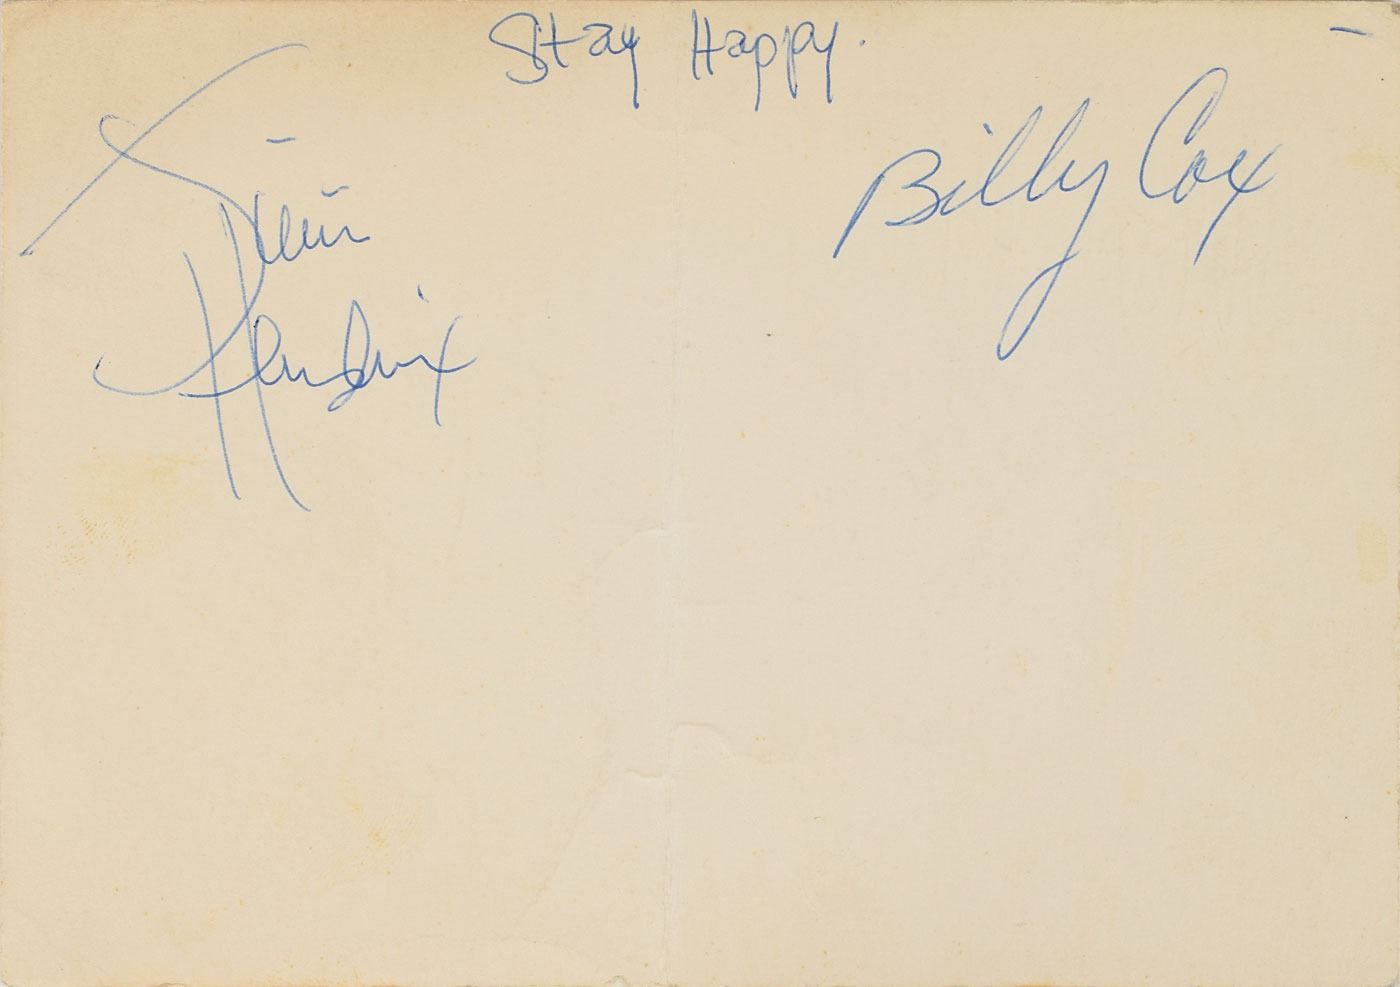 Stay Happy.
Billy Cox
Jimi
Hendrix